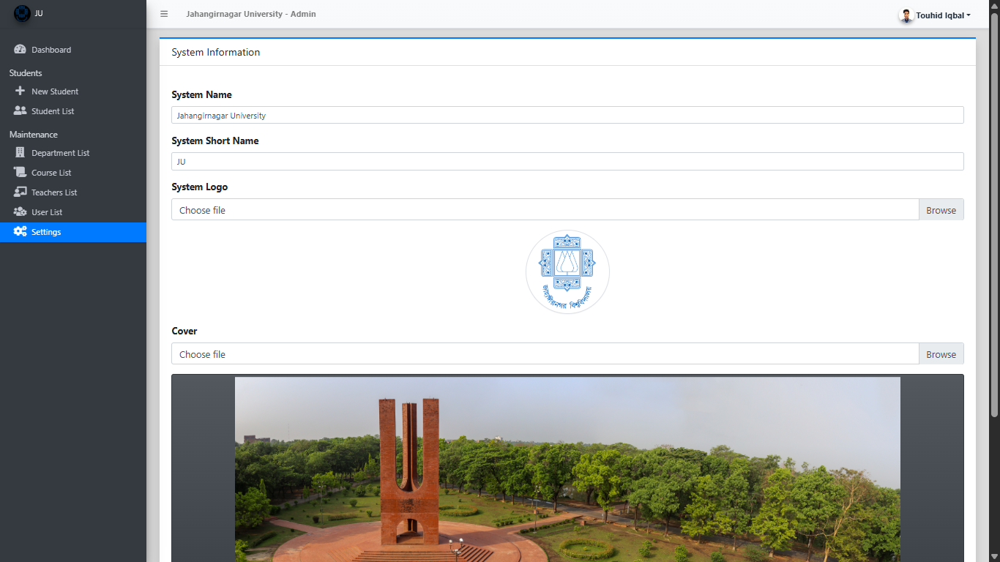 JU
Jahangirnagar University - Admin
Touhid Iqbal
Dashboard
Students
New Student
Student List
Maintenance
Department List
Course List
Teachers List
User List
Settings
System Information
System Name
Jahangirnagar University
System Short Name
JU
System Logo
Choose file
Browse
জাহাঙ্গীরনগর বিশ্ববিদ্যালয়
Cover
Choose file
Browse